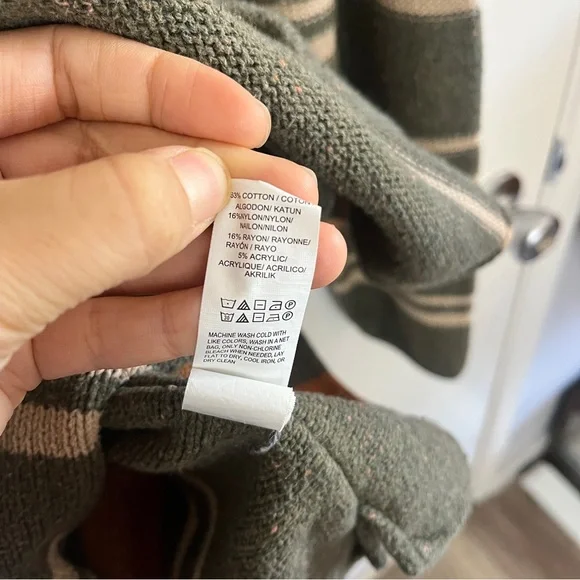 63% COTTON / COTON
ALGODON/ KATUN
16%NYLON/NYLON/
NAILON/NILON
16% RAYON/ RAYONNE/
RAYÓN / RAYO
5% ACRYLIC/
ACRYLIQUE/ ACRILICO/
AKRILIK
MACHINE WASH COLD WITH
LIKE COLORS, WASH IN A NET
BAG, ONLY NON-CHLORINE
BLEACH WHEN NEEDED, LAY
FLAT TO DRY, COOL IRON, OR
DRY CLEAN